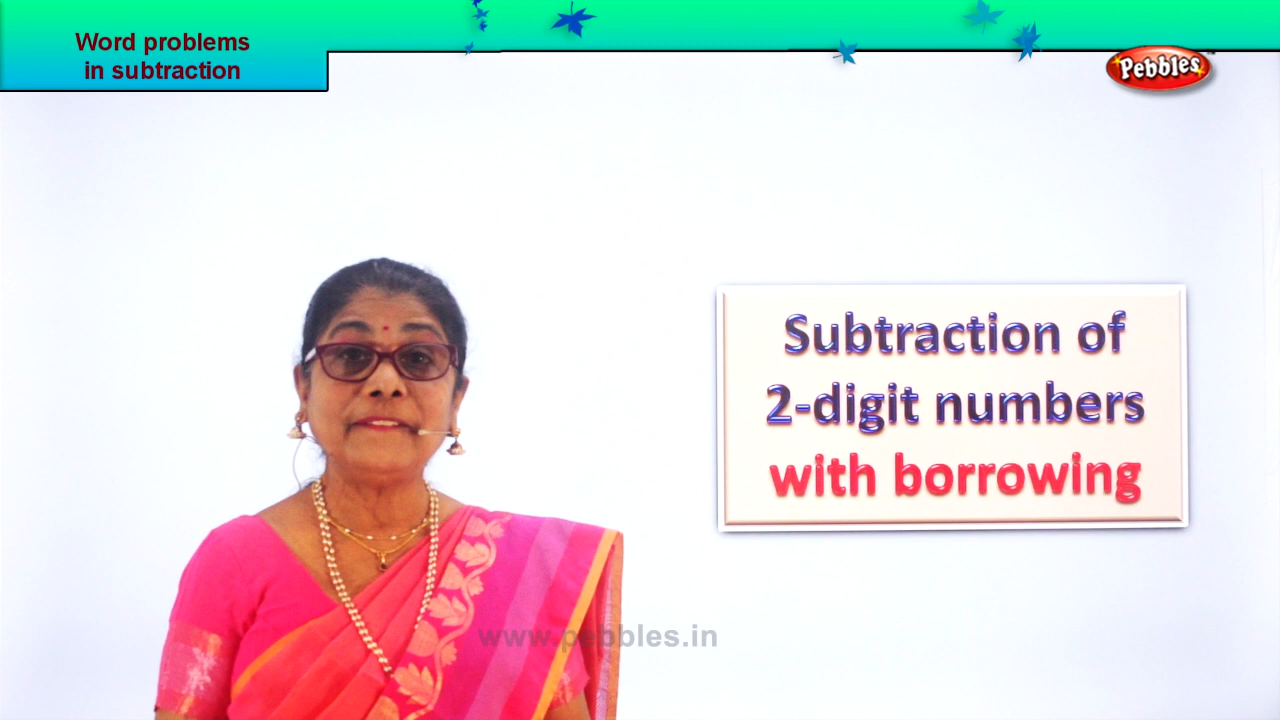 Word problems
in subtraction
Pebbles
Subtraction of
2-digit numbers
with borrowing
www.pebbles.in